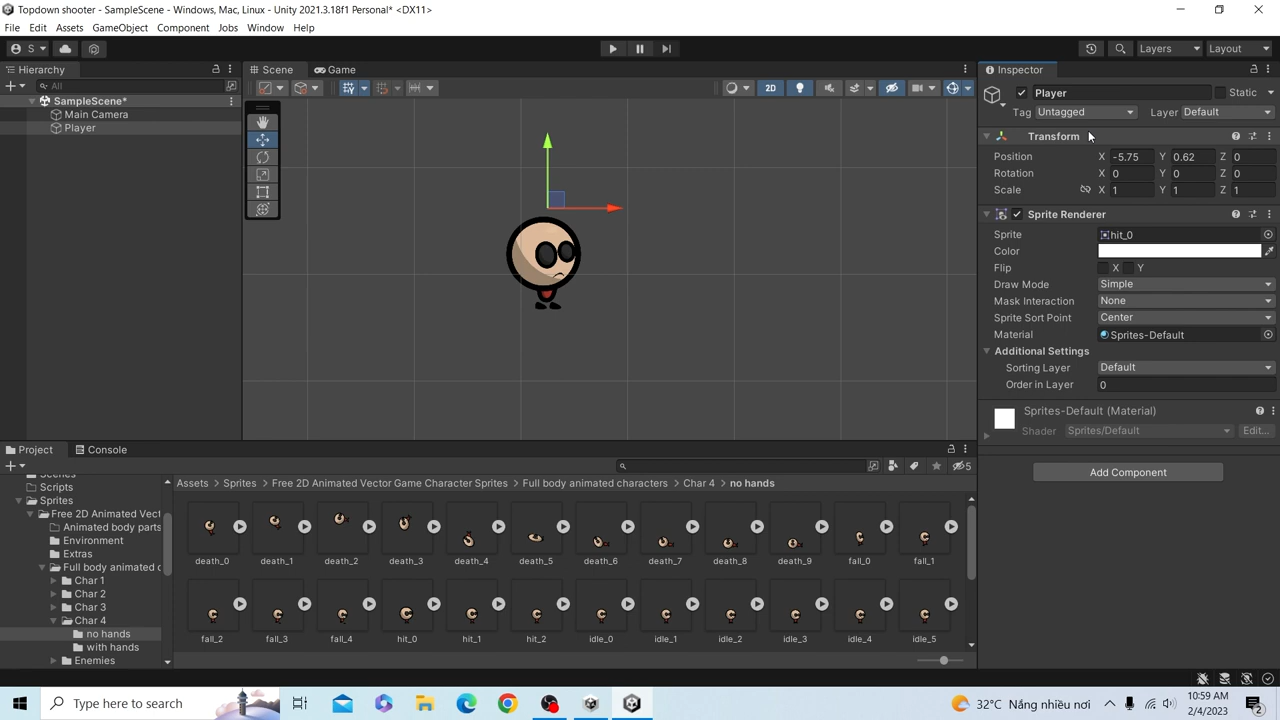 Topdown shooter - SampleScene - Windows, Mac, Linux - Unity 2021.3.18f1 Personal* <DX11>
File Edit Assets GameObject Component Jobs Window Help
S Layers Layout
Hierarchy Scene Game Inspector
All
SampleScene*
Main Camera
Player
2D
Player Static
Tag Untagged Layer Default
Transform
Position X -5.75 Y 0.62 Z 0
Rotation X 0 Y 0 Z 0
Scale X 1 Y 1 Z 1
Sprite Renderer
Sprite hit_0
Color
Flip X Y
Draw Mode Simple
Mask Interaction None
Sprite Sort Point Center
Material Sprites-Default
Additional Settings
Sorting Layer Default
Order in Layer 0
Sprites-Default (Material)
Shader Sprites/Default Edit...
Add Component
Project Console
5
Scenes
Scripts
Sprites
Free 2D Animated Vect
Animated body parts
Environment
Extras
Full body animated c
Char 1
Char 2
Char 3
Char 4
no hands
with hands
Enemies
Assets > Sprites > Free 2D Animated Vector Game Character Sprites > Full body animated characters > Char 4 > no hands
death_0 death_1 death_2 death_3 death_4 death_5 death_6 death_7 death_8 death_9 fall_0 fall_1
fall_2 fall_3 fall_4 hit_0 hit_1 hit_2 idle_0 idle_1 idle_2 idle_3 idle_4 idle_5
Type here to search
32°C Nắng nhiều nơi
10:59 AM
2/4/2023
2